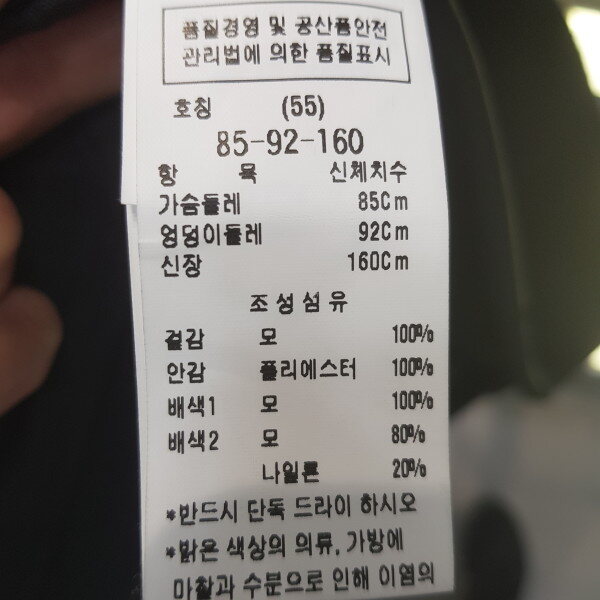 품질경영 및 공산품안전
관리법에 의한 품질표시
호칭 (55)
85-92-160
항 목 신체치수
가슴둘레 85Cm
엉덩이둘레 92Cm
신장 160Cm
조성섬유
겉감 모 100%
안감 폴리에스터 100%
배색1 모 100%
배색2 모 80%
나일론 20%
*반드시 단독 드라이 하시오
*밝은 색상의 의류, 가방에
마찰과 수분으로 인해 이염의